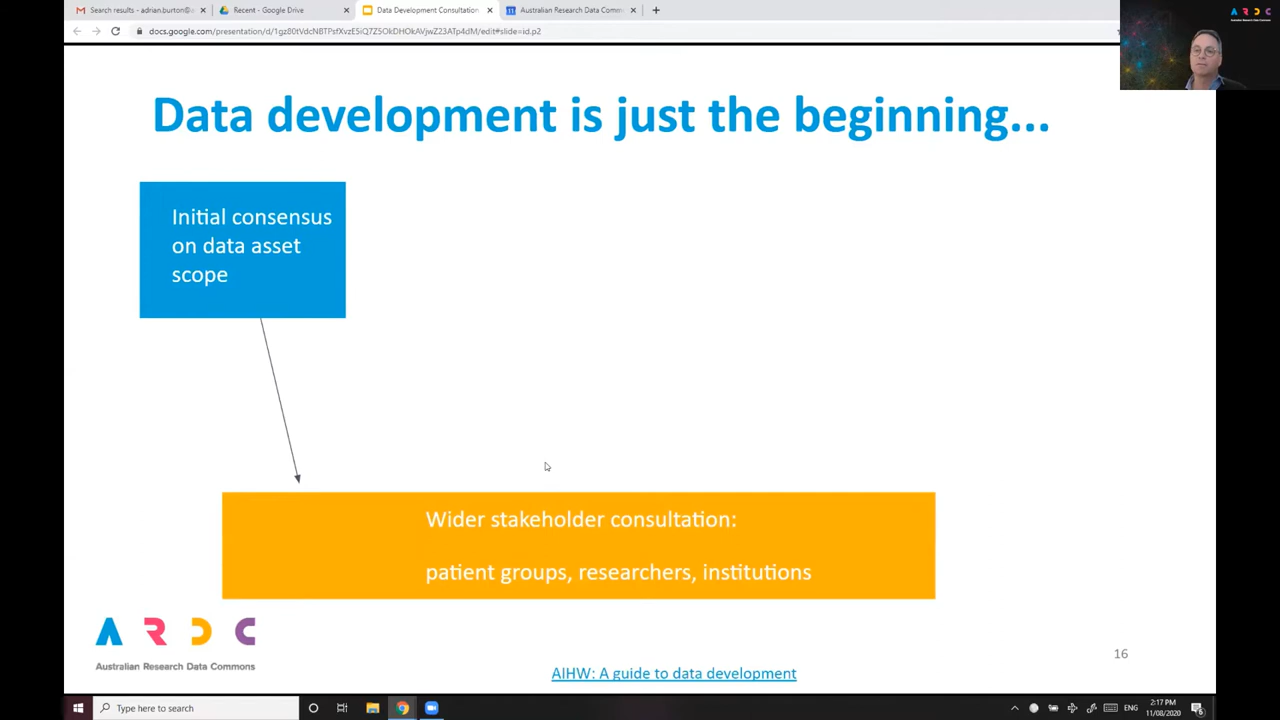 Search results - adrian.burton@a
Recent - Google Drive
Data Development Consultation
Australian Research Data Comm
docs.google.com/presentation/d/1gz80tVdcNBTPsfXvzE5iQ7Z5OkDHOkAVjwZ23ATp4dM/edit#slide=id.p2
A R D C
Data development is just the beginning...
Initial consensus
on data asset
scope
Wider stakeholder consultation:
patient groups, researchers, institutions
A R D C
Australian Research Data Commons
AIHW: A guide to data development
16
Type here to search
ENG
2:17 PM
11/08/2020